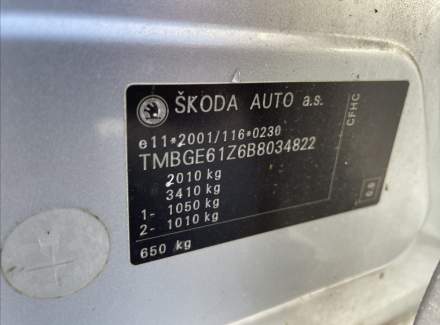 ŠKODA AUTO a.s.
e11*2001/116*0230
TMBGE61Z6B8034822
2010 kg
3410 kg
1- 1050 kg
2- 1010 kg
650 kg
CFHC